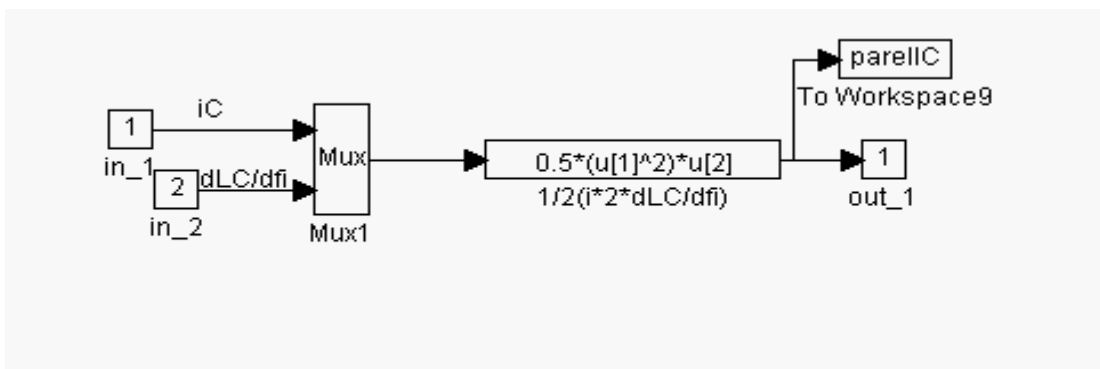 parellC
To Workspace9
iC
1
in_1
dLC/dfi
2
in_2
Mux
Mux1
0.5*(u[1]^2)*u[2]
1/2(i*2*dLC/dfi)
1
out_1